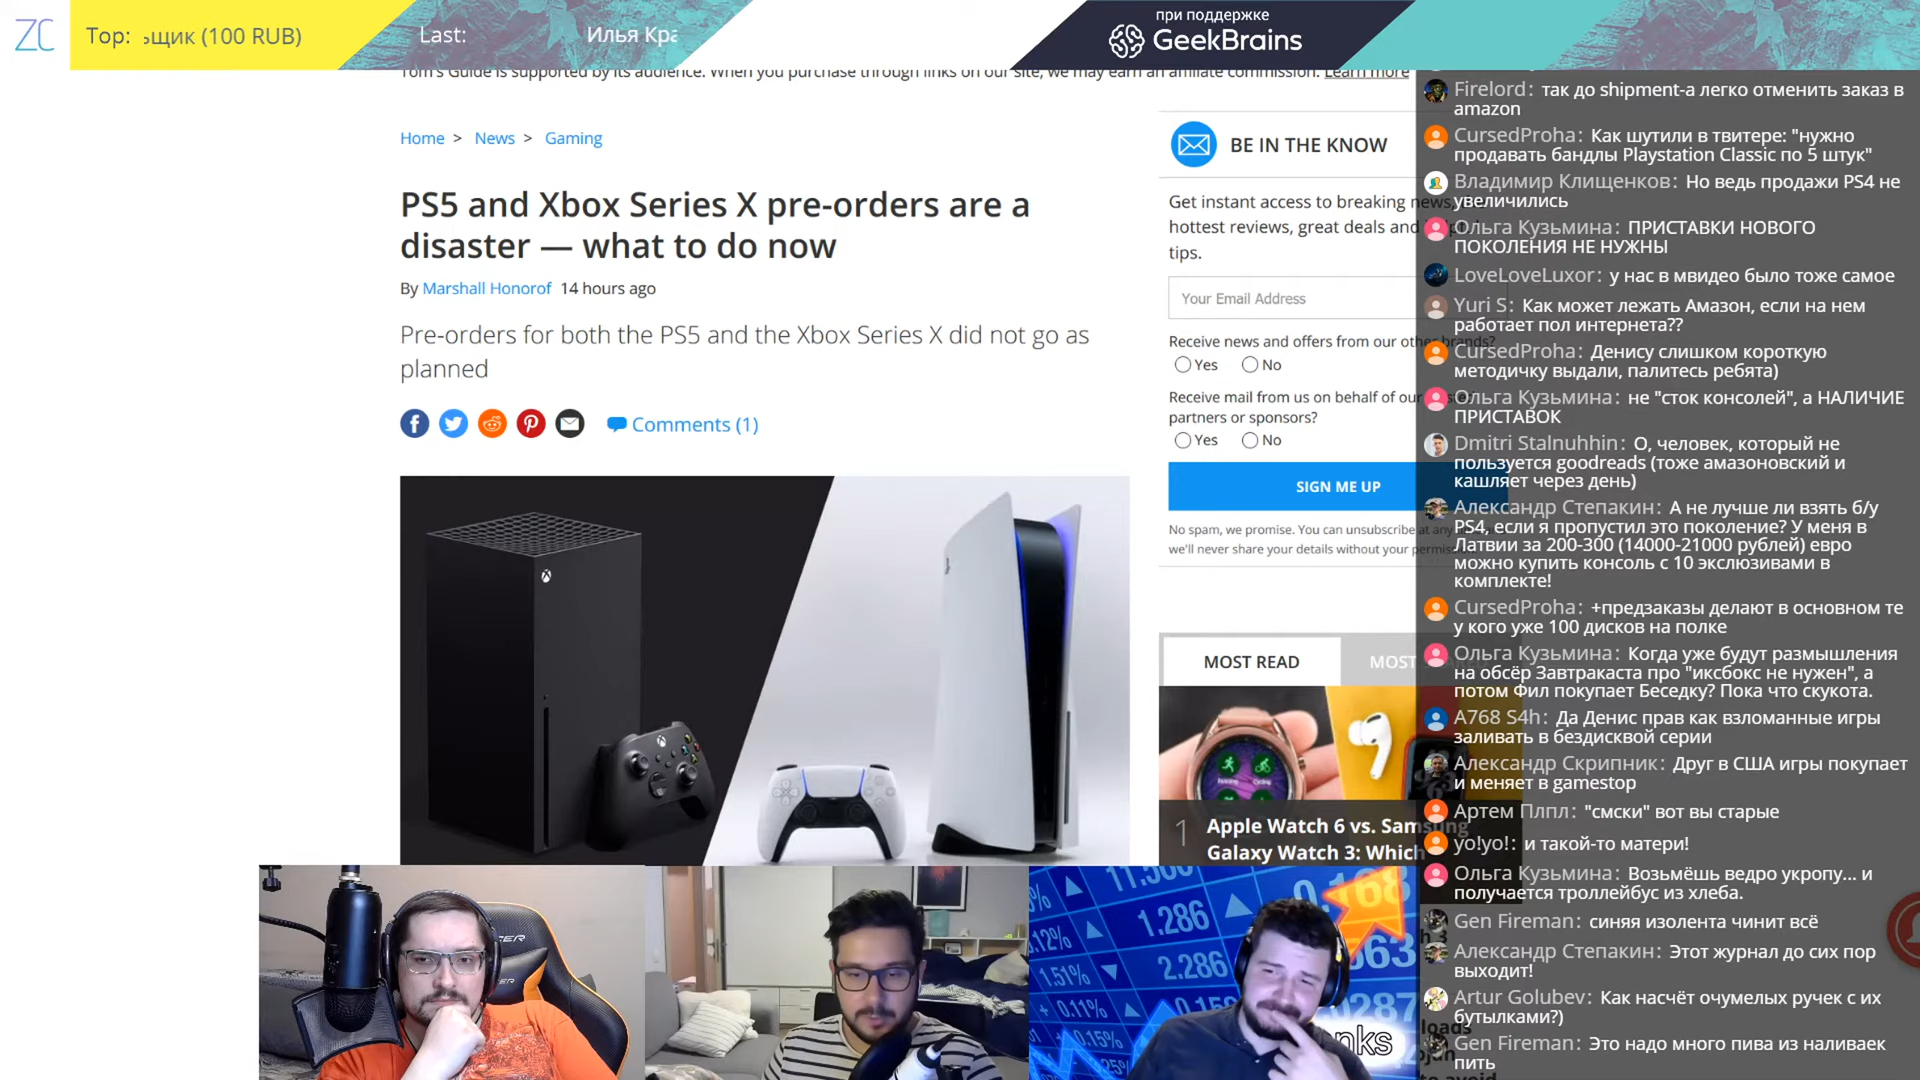 ZC
Top: ьщик (100 RUB)
Last:
Илья Кра
при поддержке
GeekBrains
Tom's Guide is supported by its audience. When you purchase through links on our site, we may earn an affiliate commission. Learn more
Home > News > Gaming
PS5 and Xbox Series X pre-orders are a
disaster — what to do now
By Marshall Honorof 14 hours ago
Pre-orders for both the PS5 and the Xbox Series X did not go as
planned
Comments (1)
BE IN THE KNOW
Get instant access to breaking news,
hottest reviews, great deals and
tips.
Your Email Address
Receive news and offers from our other brands?
Yes No
Receive mail from us on behalf of our
partners or sponsors?
Yes No
SIGN ME UP
No spam, we promise. You can unsubscribe at any
we'll never share your details without your permission.
MOST READ
MOST
1
Apple Watch 6 vs. Samsung
Galaxy Watch 3: Which
Firelord: так до shipment-а легко отменить заказ в
amazon
CursedProha: Как шутили в твитере: "нужно
продавать бандлы Playstation Classic по 5 штук"
Владимир Клищенков: Но ведь продажи PS4 не
увеличились
Ольга Кузьмина: ПРИСТАВКИ НОВОГО
ПОКОЛЕНИЯ НЕ НУЖНЫ
LoveLoveLuxor: у нас в мвидео было тоже самое
Yuri S: Как может лежать Амазон, если на нем
работает пол интернета??
CursedProha: Денису слишком короткую
методичку выдали, палитесь ребята)
Ольга Кузьмина: не "сток консолей", а НАЛИЧИЕ
ПРИСТАВОК
Dmitri Stalnuhhin: О, человек, который не
пользуется goodreads (тоже амазоновский и
кашляет через день)
Александр Степакин: А не лучше ли взять б/у
PS4, если я пропустил это поколение? У меня в
Латвии за 200-300 (14000-21000 рублей) евро
можно купить консоль с 10 экслюзивами в
комплекте!
CursedProha: +предзаказы делают в основном те
у кого уже 100 дисков на полке
Ольга Кузьмина: Когда уже будут размышления
на обсёр Завтракаста про "иксбокс не нужен", а
потом Фил покупает Беседку? Пока что скукота.
A768 S4h: Да Денис прав как взломанные игры
заливать в бездисквой серии
Александр Скрипник: Друг в США игры покупает
и меняет в gamestop
Артем Плпл: "смски" вот вы старые
yo!yo!: и такой-то матери!
Ольга Кузьмина: Возьмёшь ведро укропу... и
получается троллейбус из хлеба.
Gen Fireman: синяя изолента чинит всё
Александр Степакин: Этот журнал до сих пор
выходит!
Artur Golubev: Как насчёт очумелых ручек с их
бутылками?)
Gen Fireman: Это надо много пива из наливаек
пить
1.286
2.286
0.168
1.51%
0.11%
0.15%
nks